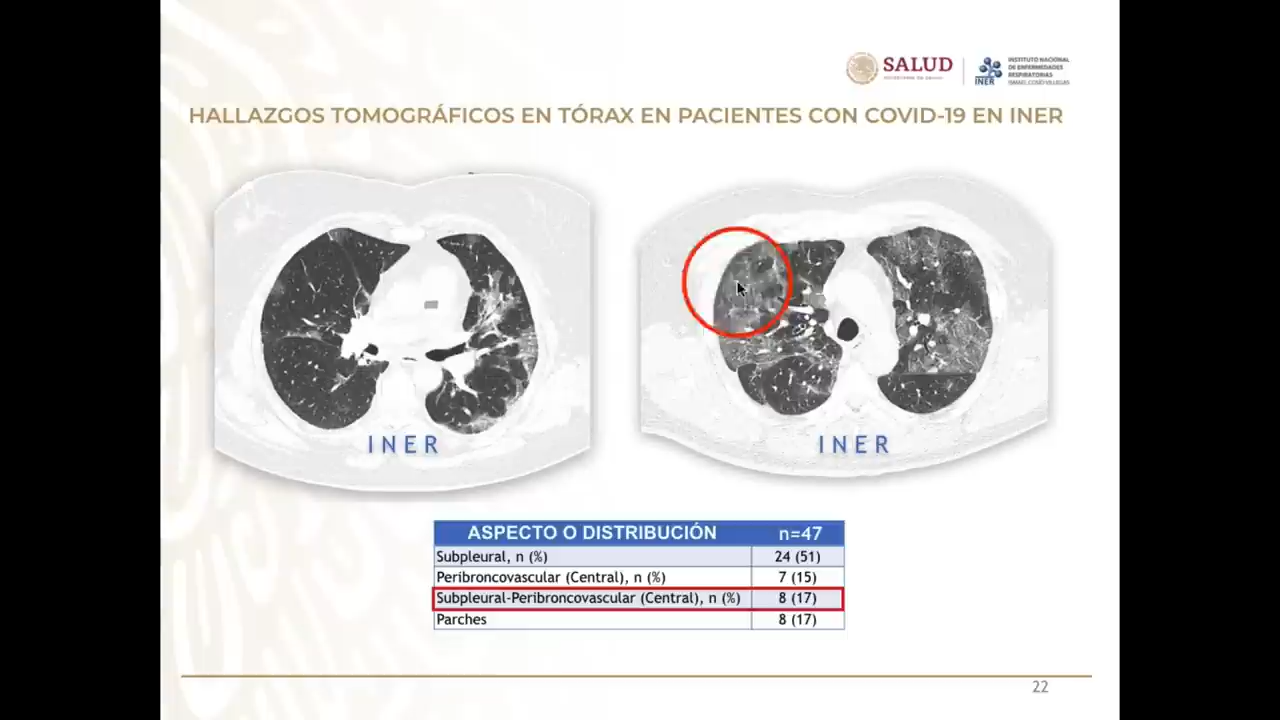 SALUD
INER
INSTITUTO NACIONAL
DE ENFERMEDADES
RESPIRATORIAS
HALLAZGOS TOMOGRÁFICOS EN TÓRAX EN PACIENTES CON COVID-19 EN INER
INER
INER
ASPECTO O DISTRIBUCIÓN n=47
Subpleural, n (%) 24 (51)
Peribroncovascular (Central), n (%) 7 (15)
Subpleural-Peribroncovascular (Central), n (%) 8 (17)
Parches 8 (17)
22